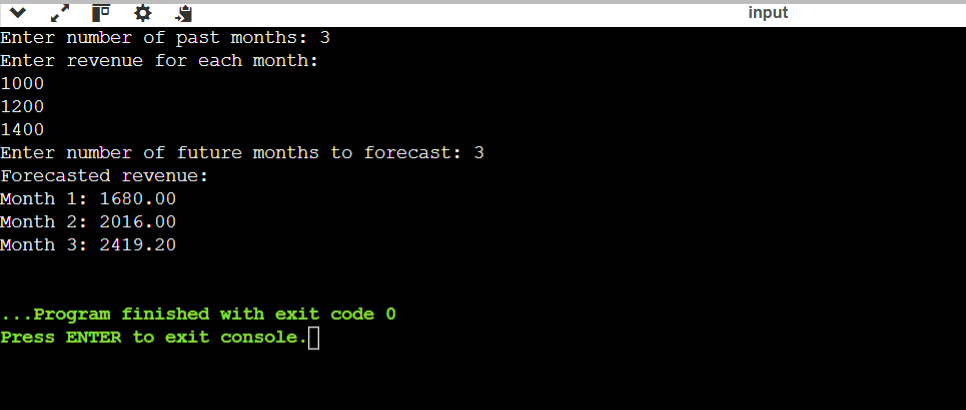 input
Enter number of past months: 3
Enter revenue for each month:
1000
1200
1400
Enter number of future months to forecast: 3
Forecasted revenue:
Month 1: 1680.00
Month 2: 2016.00
Month 3: 2419.20
...Program finished with exit code 0
Press ENTER to exit console.